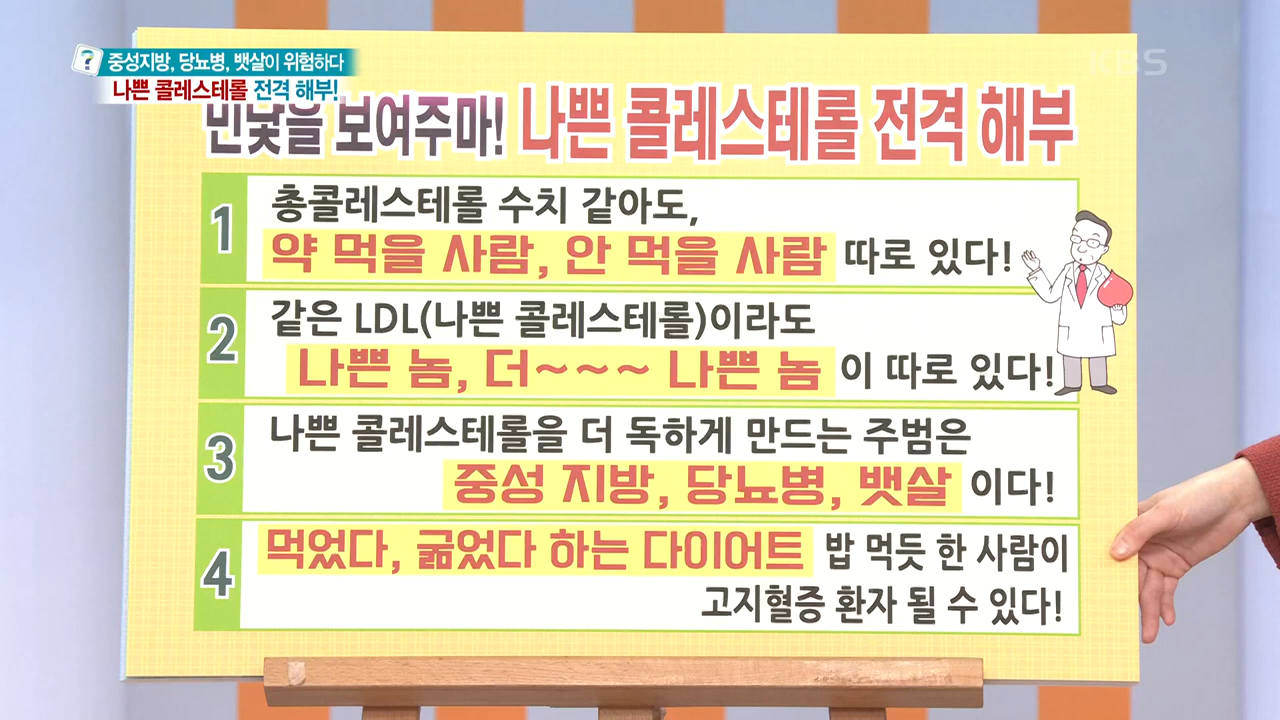 중성지방, 당뇨병, 뱃살이 위험하다
나쁜 콜레스테롤 전격 해부!
KBS
민낯을 보여주마! 나쁜 콜레스테롤 전격 해부
1
총콜레스테롤 수치 같아도,
약 먹을 사람, 안 먹을 사람 따로 있다!
2
같은 LDL(나쁜 콜레스테롤)이라도
나쁜 놈, 더~~~ 나쁜 놈 이 따로 있다!
3
나쁜 콜레스테롤을 더 독하게 만드는 주범은
중성 지방, 당뇨병, 뱃살 이다!
4
먹었다, 굶었다 하는 다이어트 밥 먹듯 한 사람이
고지혈증 환자 될 수 있다!